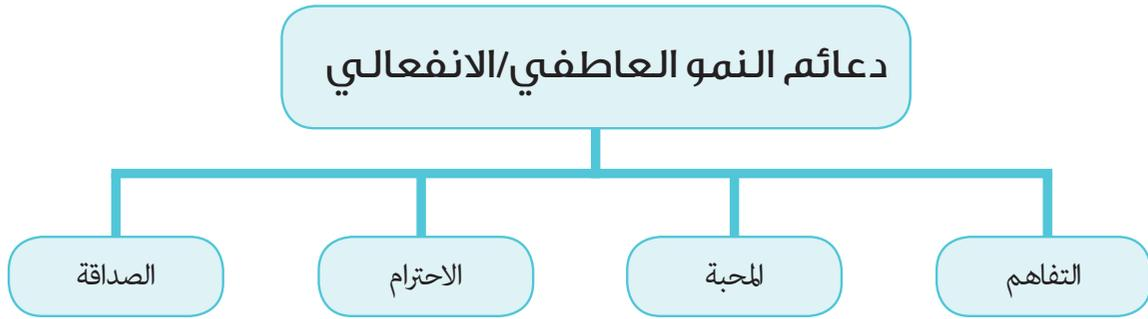 دعائم النمو العاطفي/الانفعالي
التفاهم
المحبة
الاحترام
الصداقة